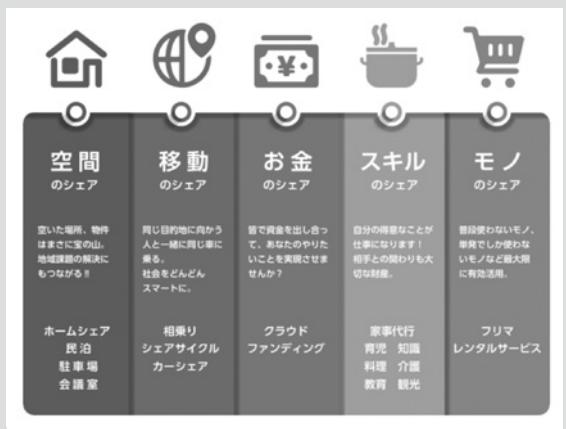 ¥
空間
のシェア
空いた場所、物件
はまさに宝の山。
地域課題の解決に
もつながる!!
ホームシェア
民泊
駐車場
会議室
移動
のシェア
同じ目的地に向かう
人と一緒に同じ車に
乗る。
社会をどんどん
スマートに。
相乗り
シェアサイクル
カーシェア
お金
のシェア
皆で資金を出し合っ
て、あなたのやりた
いことを実現させま
せんか?
クラウド
ファンディング
スキル
のシェア
自分の得意なことが
仕事になります!
相手との関わりも大
切な財産。
家事代行
育児 知識
料理 介護
教育 観光
モノ
のシェア
普段使わないモノ、
単発でしか使わな
いモノなど最大限
に有効活用。
フリマ
レンタルサービス